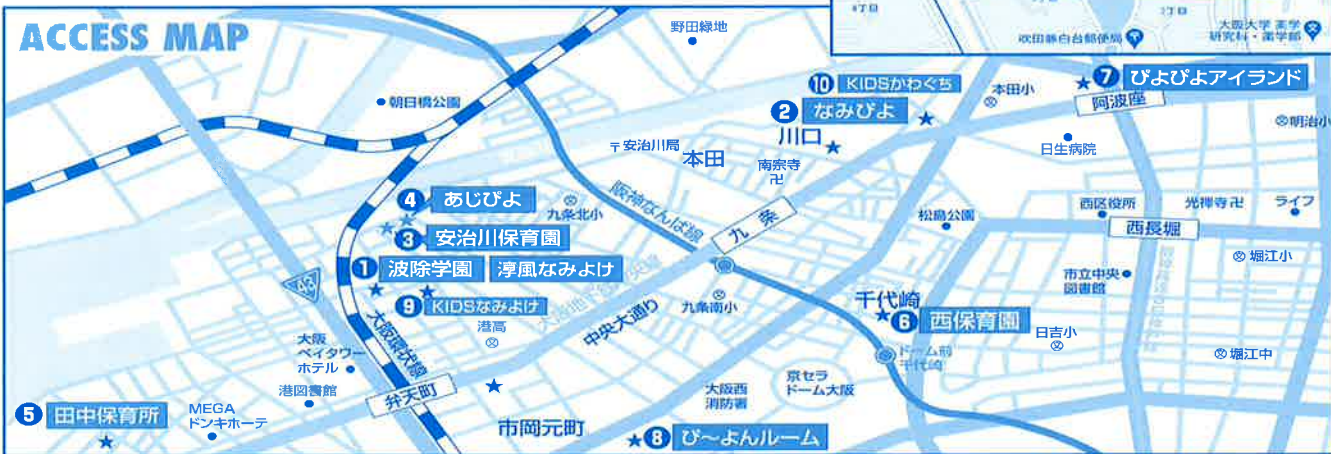 ACCESS MAP
4丁目
2丁目
吹田藤白台郵便局
大阪大学 薬学
研究科・薬学部
野田緑地
朝日橋公園
⑩ KIDSかわぐち
② なみぴよ
川口
本田小
⑦ ぴよぴよアイランド
阿波座
明治小
日生病院
〒安治川局
本田
南宗寺
卍
④ あじぴよ
九条北小
③ 安治川保育園
阪神なんば線
九条
松島公園
西区役所
光禅寺卍
ライフ
西長堀
① 波除学園
淳風なみよけ
堀江小
市立中央
図書館
43
⑨ KIDSなみよけ
大阪環状線
港高
中央大通り
九条南小
千代崎
⑥ 西保育園
日吉小
大阪
ベイタワー
ホテル
ドーム前
千代崎
堀江中
港図書館
弁天町
大阪西
消防署
京セラ
ドーム大阪
⑤ 田中保育所
MEGA
ドンキホーテ
市岡元町
⑧ ぴ～よんルーム